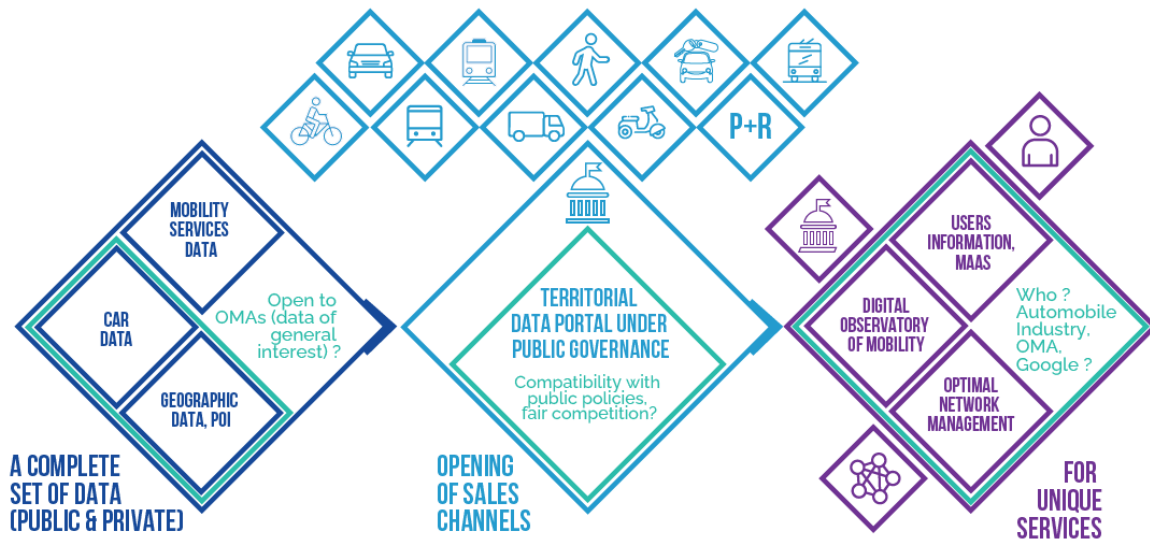 P+R
MOBILITY
SERVICES
DATA
CAR
DATA
GEOGRAPHIC
DATA, POI
Open to
OMAs (data of
general
interest) ?
A COMPLETE
SET OF DATA
(PUBLIC & PRIVATE)
TERRITORIAL
DATA PORTAL UNDER
PUBLIC GOVERNANCE
Compatibility with
public policies,
fair competition?
OPENING
OF SALES
CHANNELS
USERS
INFORMATION,
MAAS
DIGITAL
OBSERVATORY
OF MOBILITY
OPTIMAL
NETWORK
MANAGEMENT
Who ?
Automobile
Industry,
OMA,
Google ?
FOR
UNIQUE
SERVICES